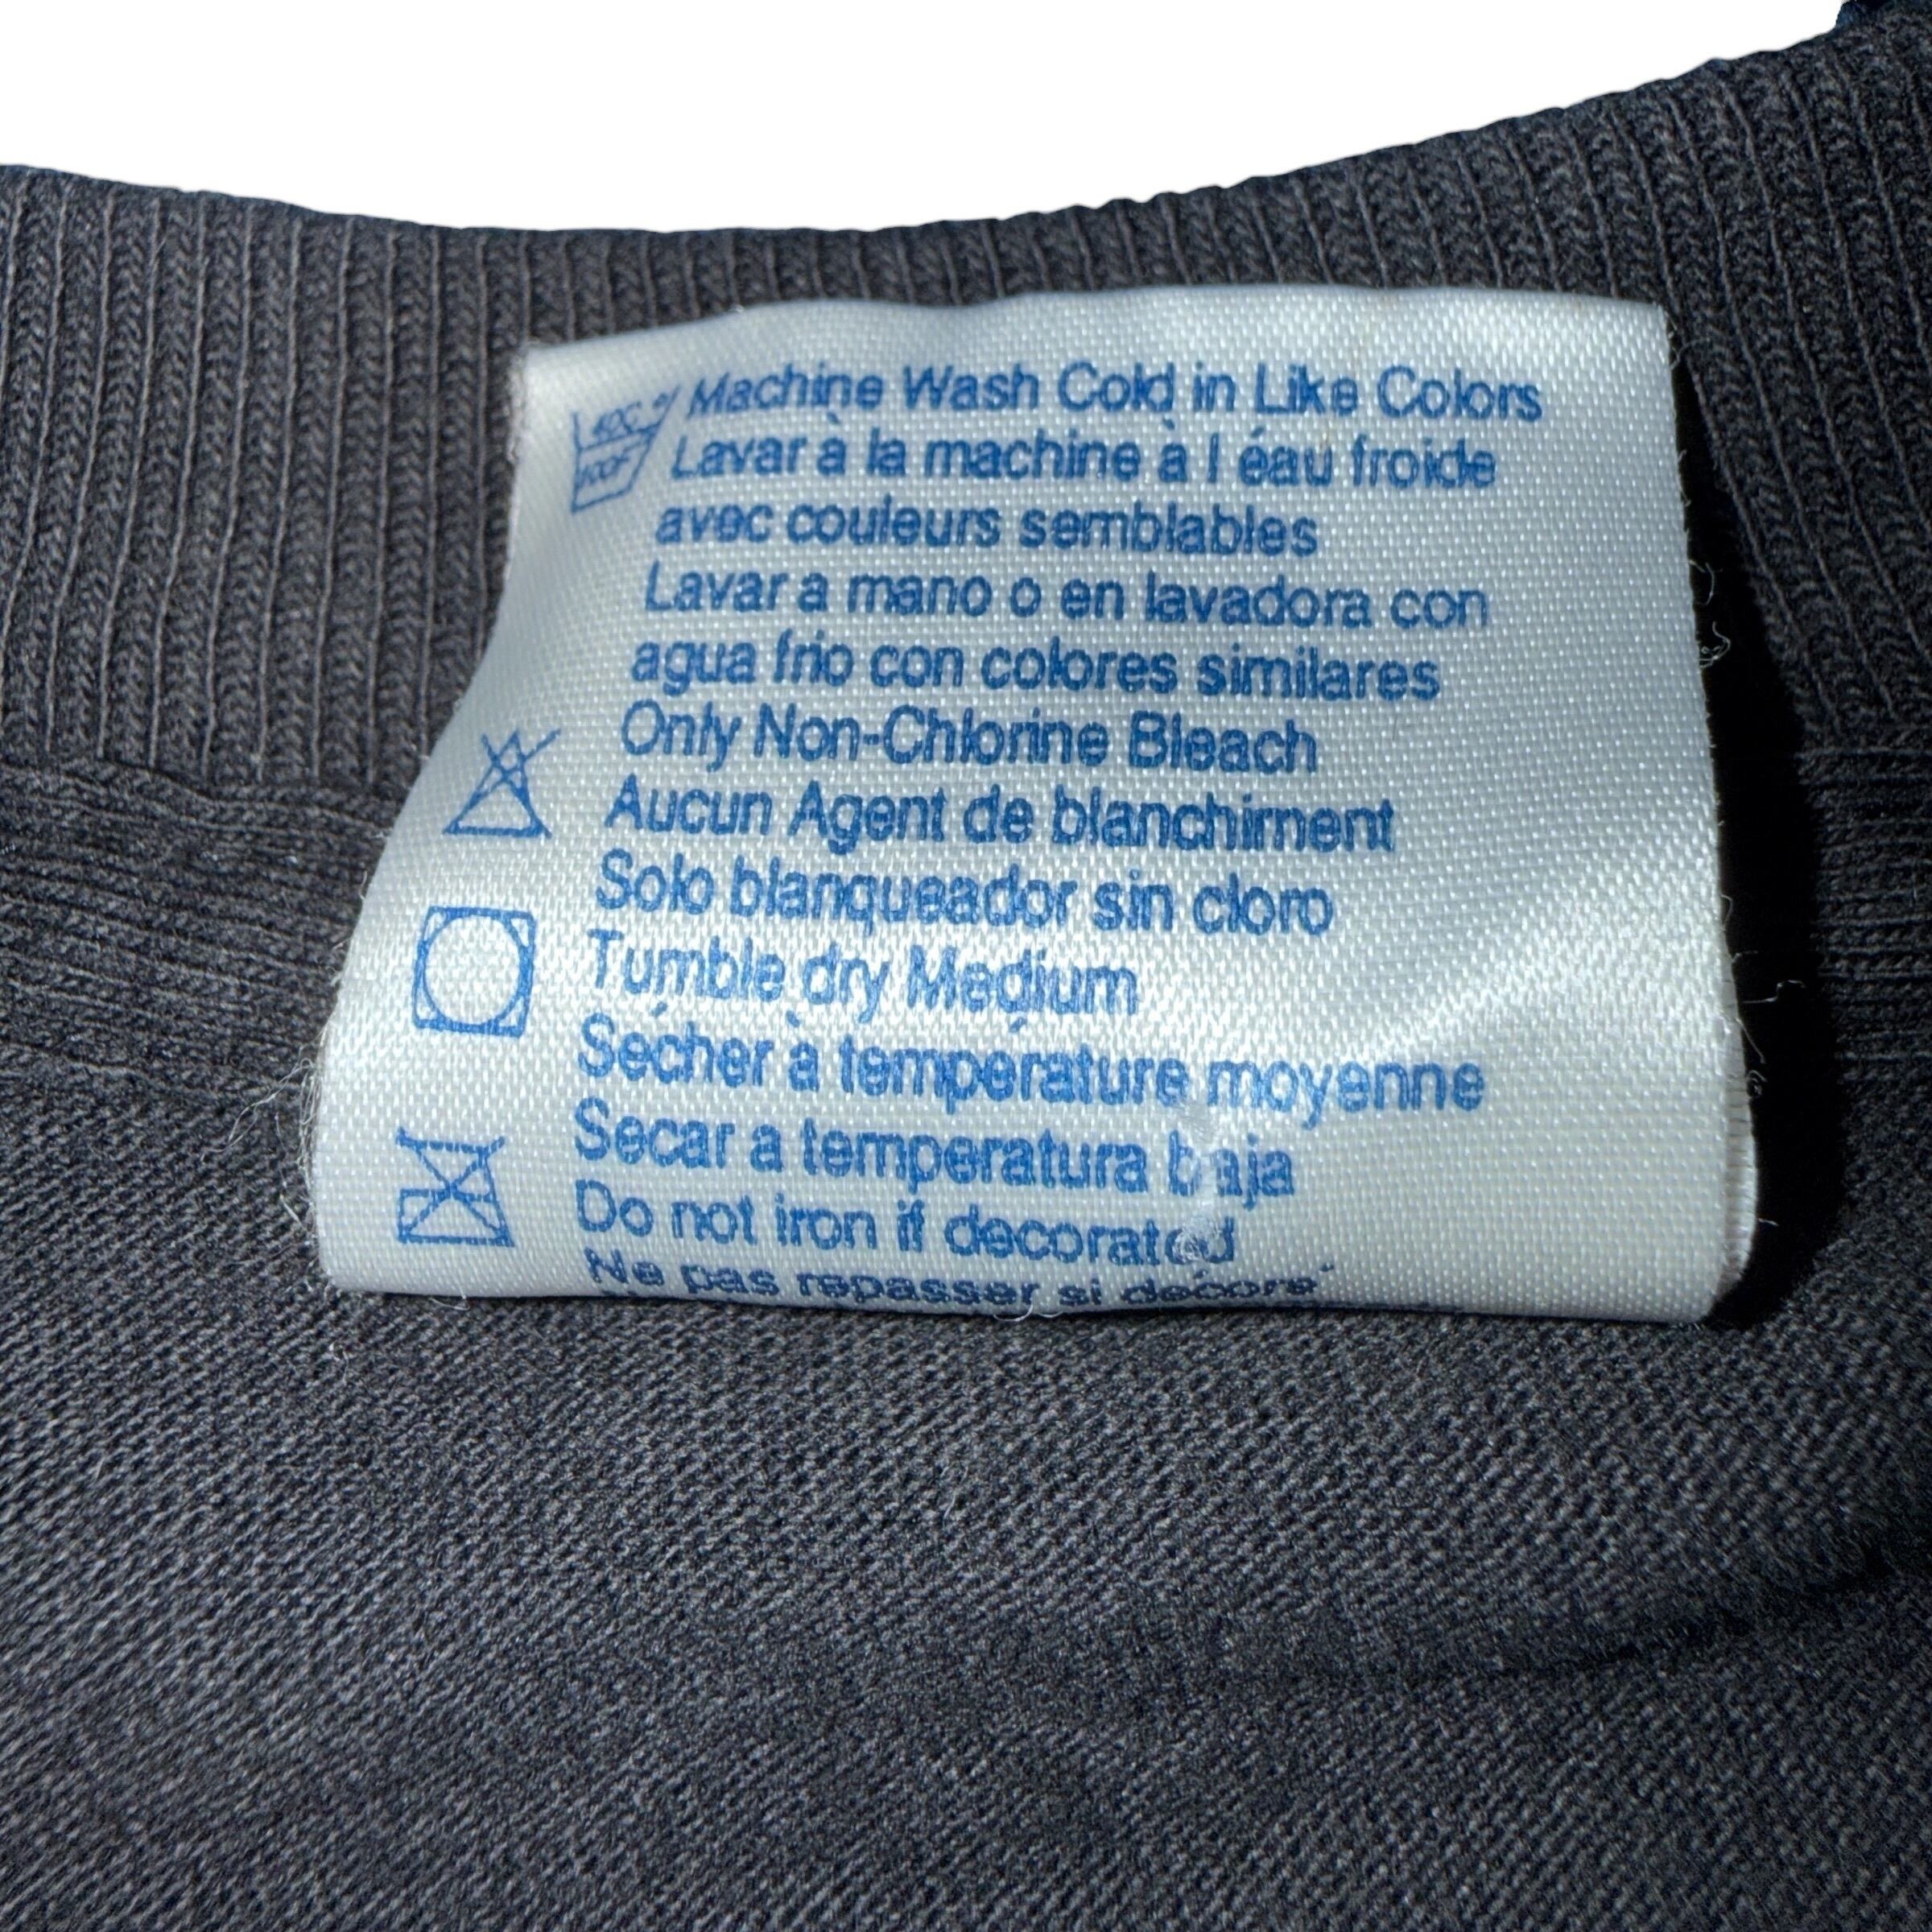 Machine Wash Cold in Like Colors
40C
100F
Lavar à la machine à l éau froide
avec couleurs semblables
Lavar a mano o en lavadora con
agua frio con colores similares
Only Non-Chlorine Bleach
Aucun Agent de blanchiment
Solo blanqueador sin cloro
Tumble dry Medium
Sécher à température moyenne
Secar a temperatura baja
Do not iron if decorated
Ne pas repasser si décoré